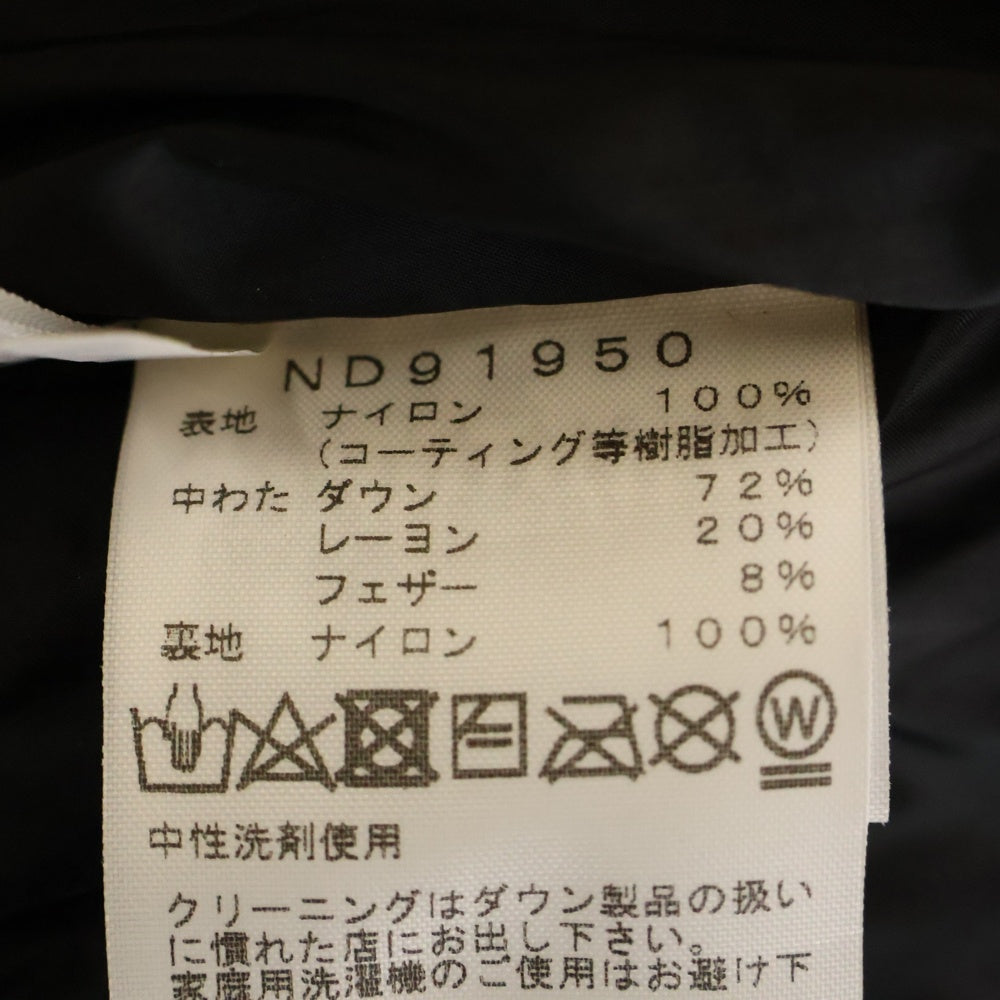 ND91950
表地 ナイロン 100%
(コーティング等樹脂加工)
中わた ダウン 72%
レーヨン 20%
フェザー 8%
裏地 ナイロン 100%
W
中性洗剤使用
クリーニングはダウン製品の扱い
に慣れた店にお出し下さい。
家庭用洗濯機のご使用はお避け下